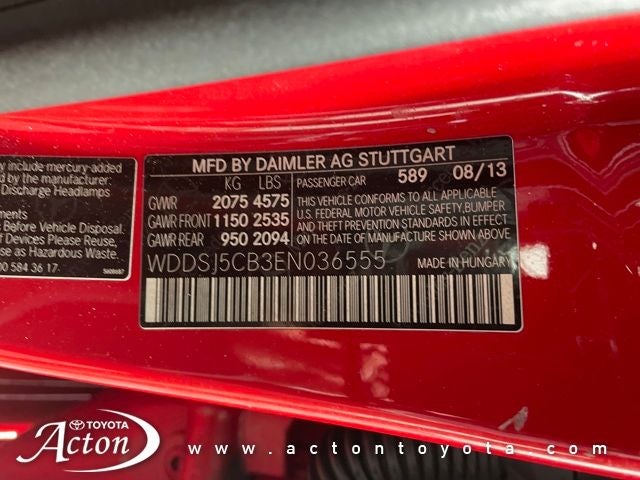 y include mercury-added
by the manufacturer:
Discharge Headlamps
ments
Before Vehicle Disposal.
Devices Please Reuse,
se as Hazardous Waste.
00 584 36 17
MFD BY DAIMLER AG STUTTGART
KG LBS
GVWR 2075 4575
GAWR FRONT 1150 2535
GAWR REAR 950 2094
PASSENGER CAR 589 08/13
THIS VEHICLE CONFORMS TO ALL APPLICABLE
U.S. FEDERAL MOTOR VEHICLE SAFETY, BUMPER
AND THEFT PREVENTION STANDARDS IN EFFECT
ON THE DATE OF MANUFACTURE SHOWN ABOVE.
WDDSJ5CB3EN036555 MADE IN HUNGARY
TOYOTA
Acton
www.actontoyota.com